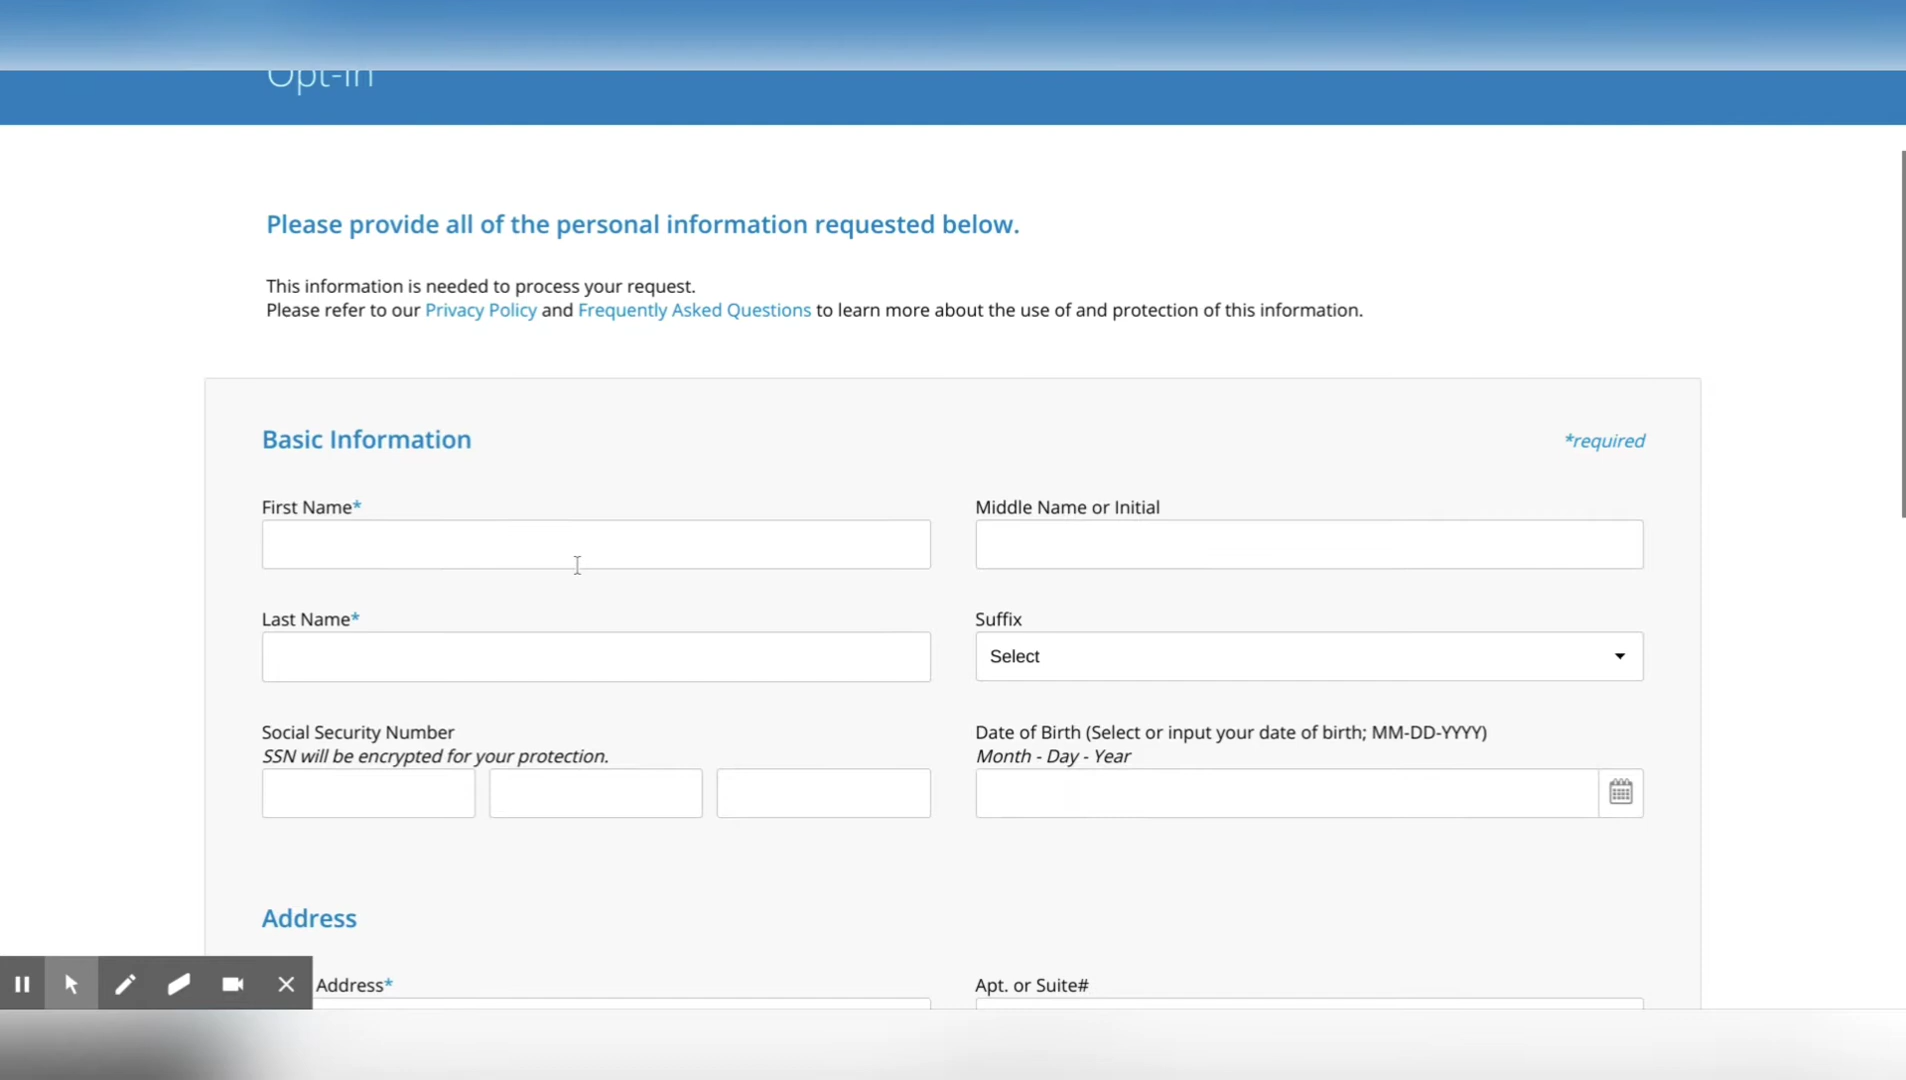 Opt-In
Please provide all of the personal information requested below.
This information is needed to process your request.
Please refer to our Privacy Policy and Frequently Asked Questions to learn more about the use of and protection of this information.
Basic Information
*required
First Name*
Middle Name or Initial
Last Name*
Suffix
Select
Social Security Number
SSN will be encrypted for your protection.
Date of Birth (Select or input your date of birth; MM-DD-YYYY)
Month - Day - Year
Address
Address*
Apt. or Suite#